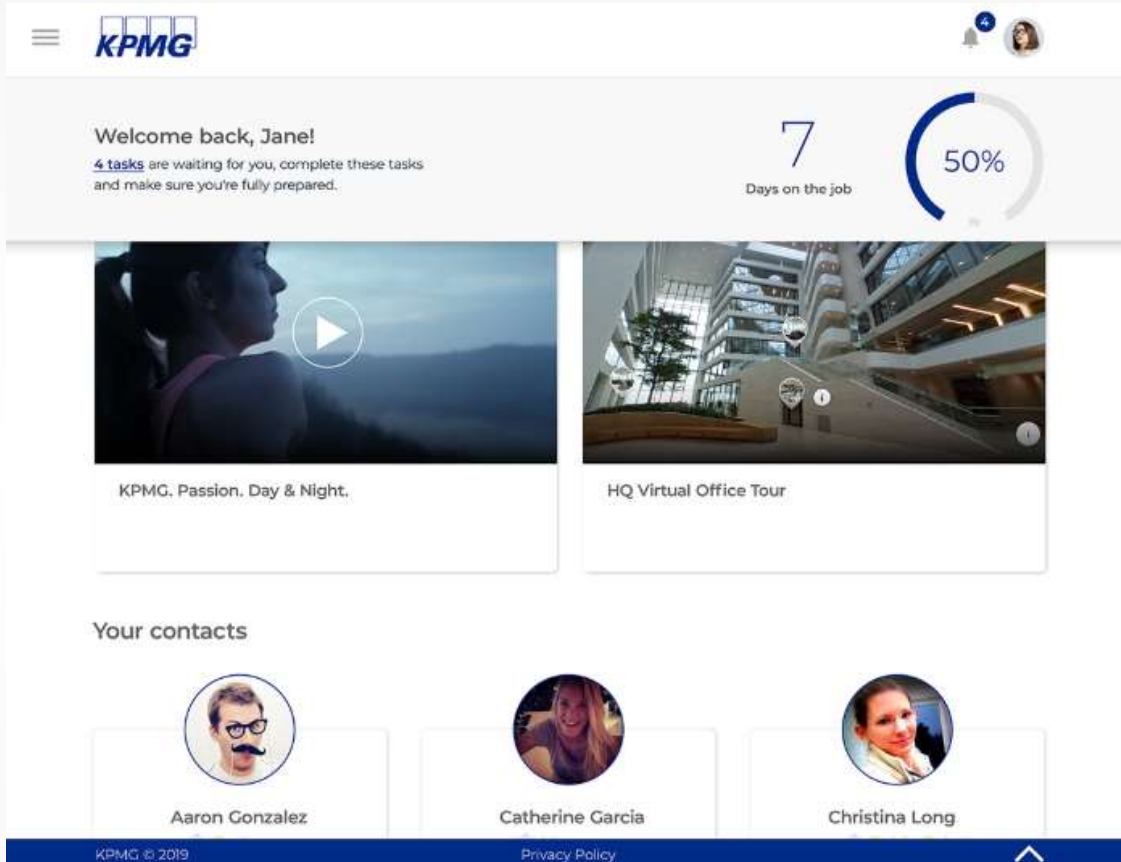 KPMG
4
Welcome back, Jane!
4 tasks are waiting for you, complete these tasks
and make sure you're fully prepared.
7
Days on the job
50%
KPMG. Passion. Day & Night.
HQ Virtual Office Tour
Your contacts
Aaron Gonzalez
Catherine Garcia
Christina Long
KPMG © 2019
Privacy Policy